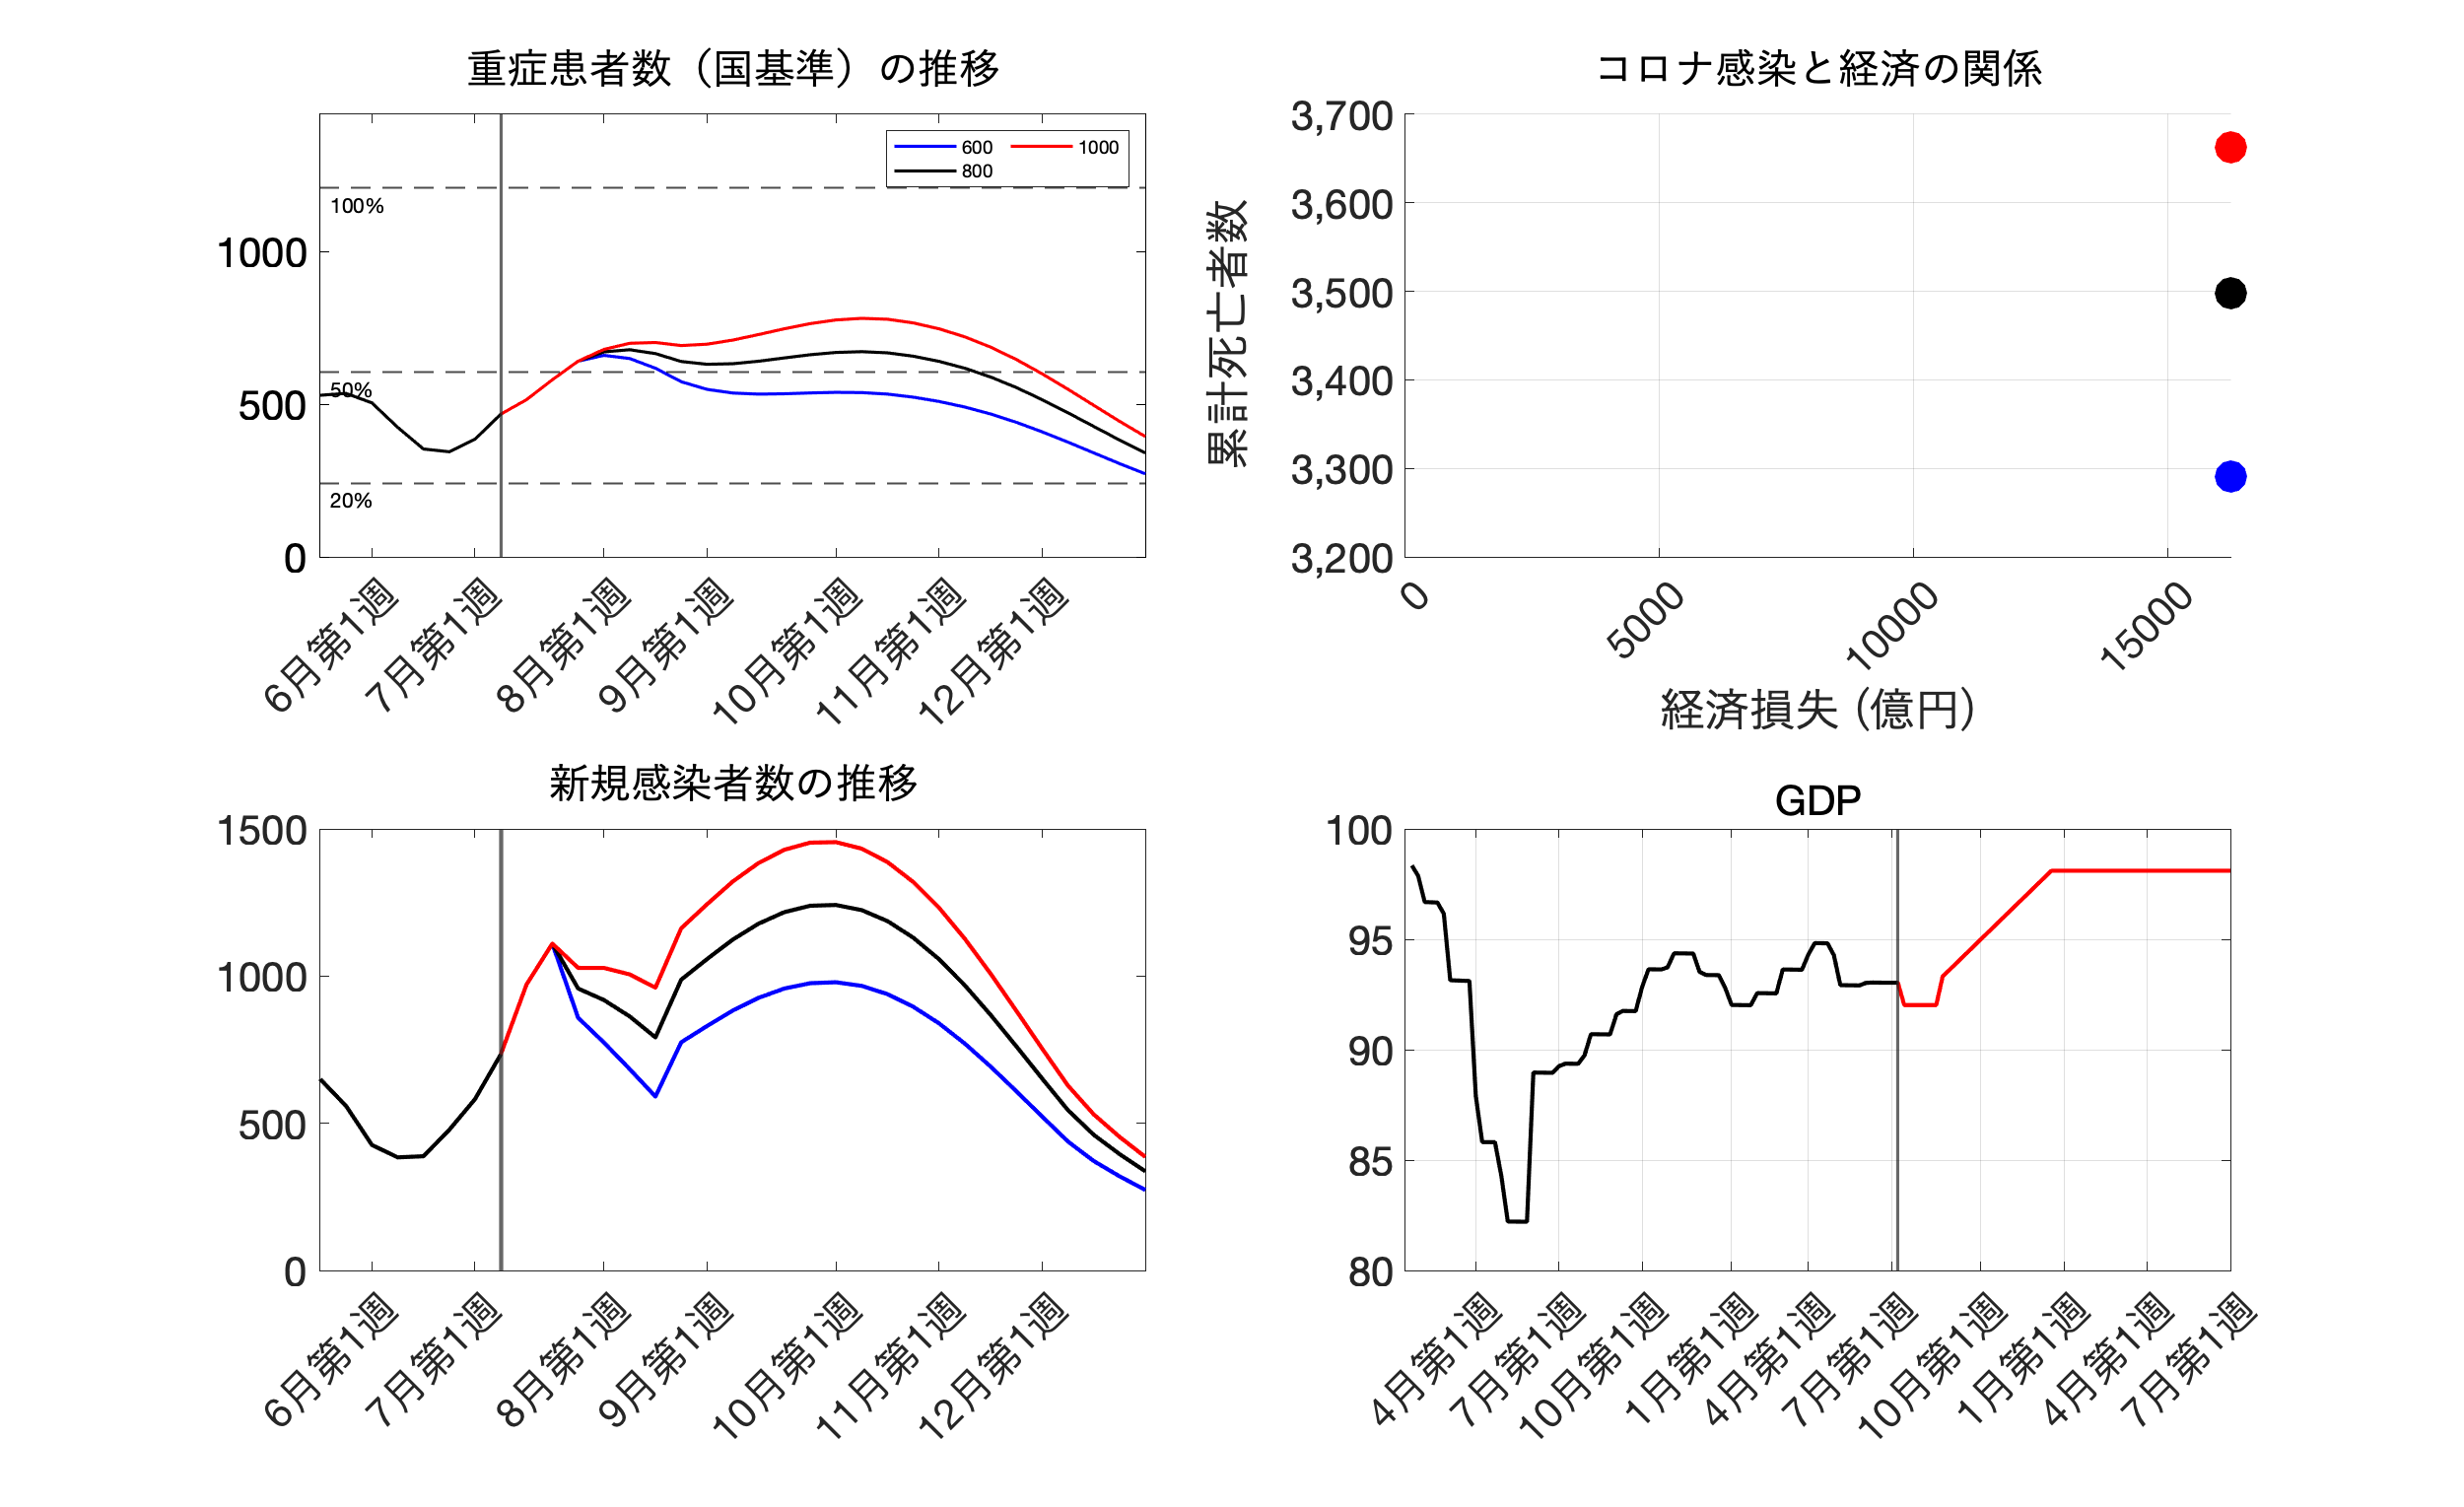 重症患者数（国基準）の推移
600
1000
800
100%
50%
20%
1000
500
0
6月第1週
7月第1週
8月第1週
9月第1週
10月第1週
11月第1週
12月第1週
コロナ感染と経済の関係
累計死亡者数
3,700
3,600
3,500
3,400
3,300
3,200
0
5000
10000
15000
経済損失 (億円)
新規感染者数の推移
1500
1000
500
0
6月第1週
7月第1週
8月第1週
9月第1週
10月第1週
11月第1週
12月第1週
GDP
100
95
90
85
80
4月第1週
7月第1週
10月第1週
1月第1週
4月第1週
7月第1週
10月第1週
1月第1週
4月第1週
7月第1週